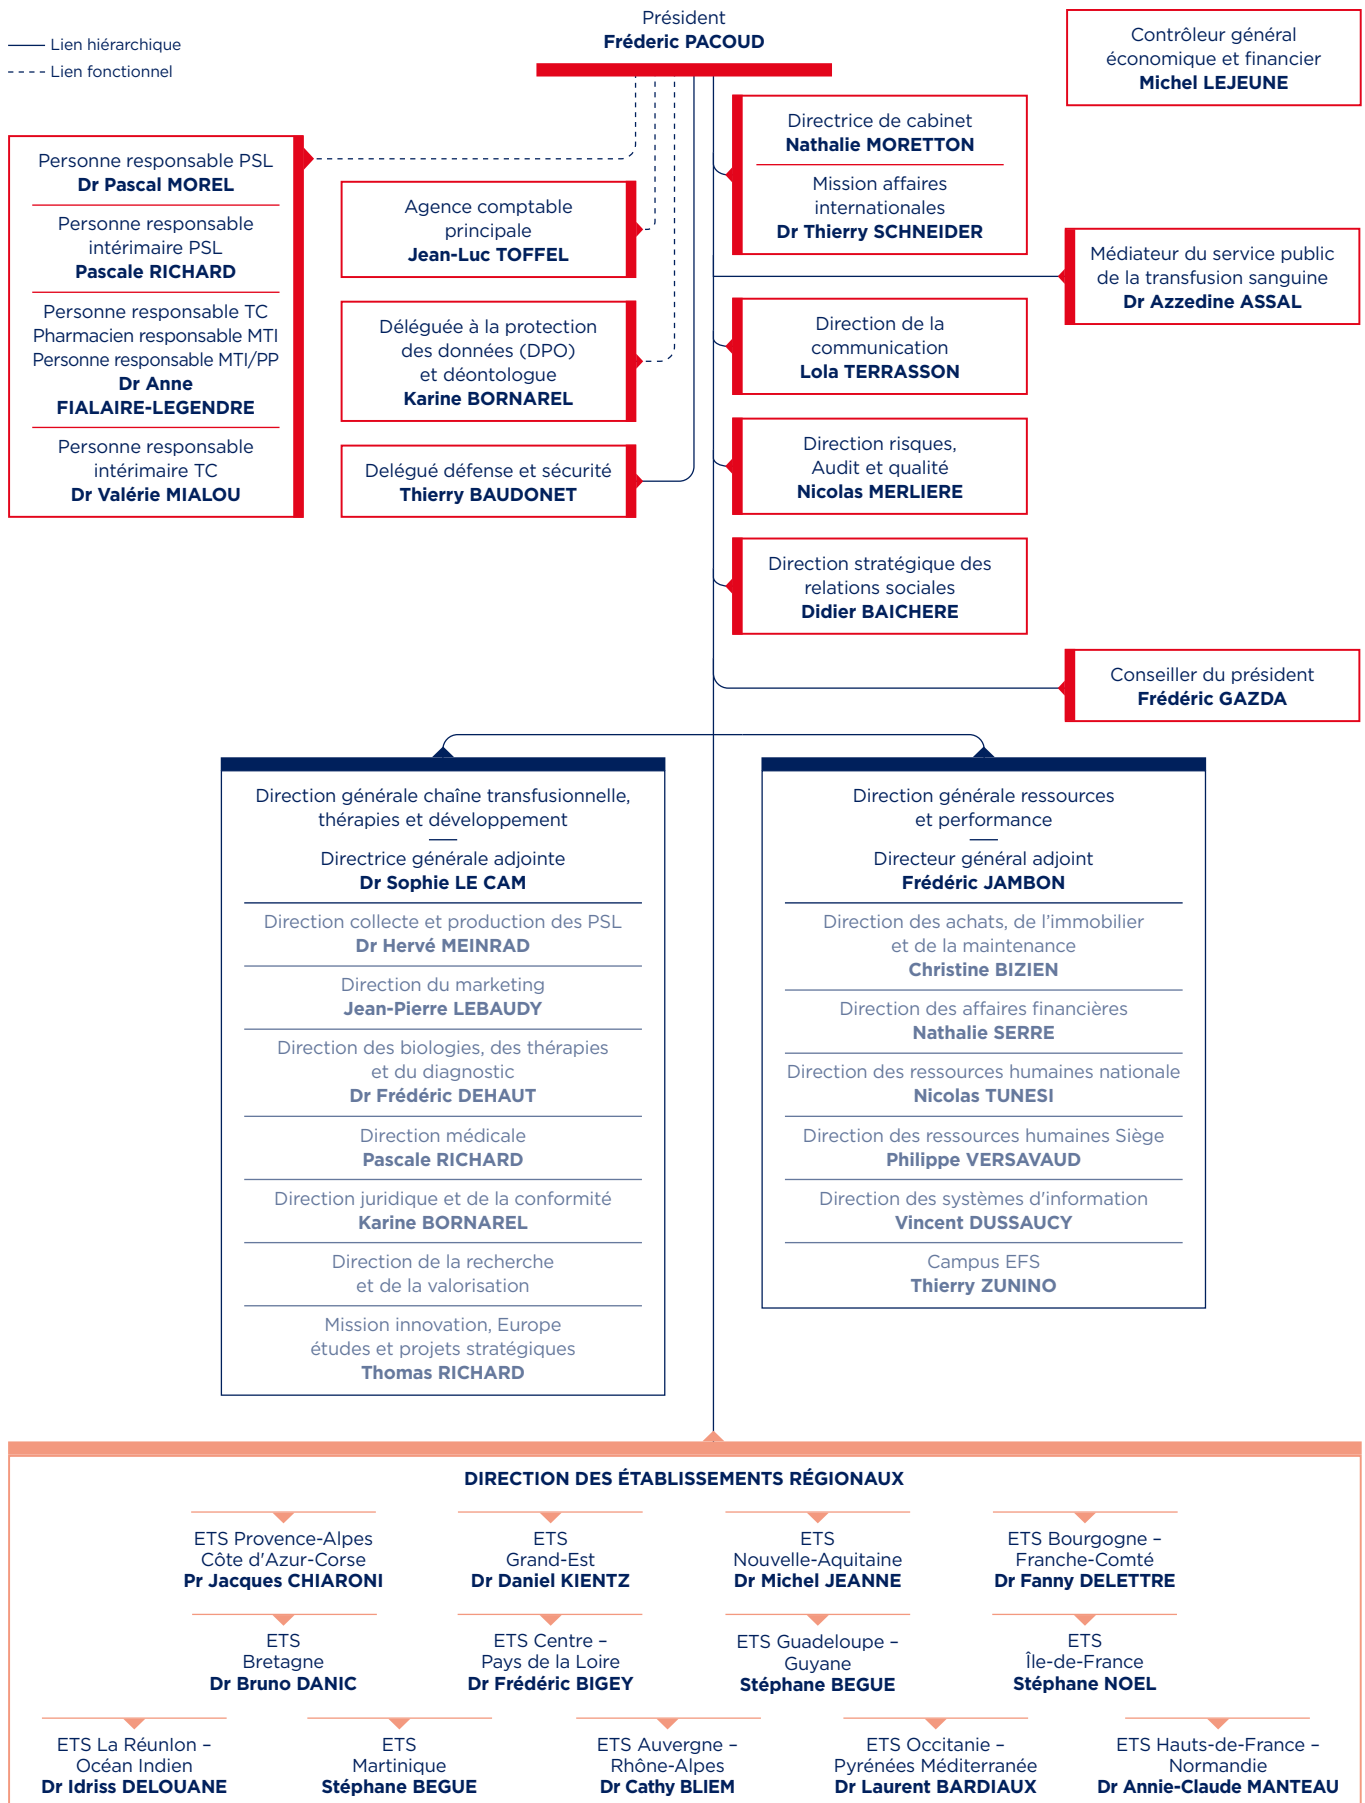 Président
Fréderic PACOUD
Lien hiérarchique
Lien fonctionnel
Contrôleur général
économique et financier
Michel LEJEUNE
Personne responsable PSL
Dr Pascal MOREL
Personne responsable
intérimaire PSL
Pascale RICHARD
Personne responsable TC
Pharmacien responsable MTI
Personne responsable MTI/PP
Dr Anne
FIALAIRE-LEGENDRE
Personne responsable
intérimaire TC
Dr Valérie MIALOU
Agence comptable
principale
Jean-Luc TOFFEL
Déléguée à la protection
des données (DPO)
et déontologue
Karine BORNAREL
Delégué défense et sécurité
Thierry BAUDONET
Directrice de cabinet
Nathalie MORETTON
Mission affaires
internationales
Dr Thierry SCHNEIDER
Médiateur du service public
de la transfusion sanguine
Dr Azzedine ASSAL
Direction de la
communication
Lola TERRASSON
Direction risques,
Audit et qualité
Nicolas MERLIERE
Direction stratégique des
relations sociales
Didier BAICHERE
Conseiller du président
Frédéric GAZDA
Direction générale chaîne transfusionnelle,
thérapies et développement
Directrice générale adjointe
Dr Sophie LE CAM
Direction collecte et production des PSL
Dr Hervé MEINRAD
Direction du marketing
Jean-Pierre LEBAUDY
Direction des biologies, des thérapies
et du diagnostic
Dr Frédéric DEHAUT
Direction médicale
Pascale RICHARD
Direction juridique et de la conformité
Karine BORNAREL
Direction de la recherche
et de la valorisation
Mission innovation, Europe
études et projets stratégiques
Thomas RICHARD
Direction générale ressources
et performance
Directeur général adjoint
Frédéric JAMBON
Direction des achats, de l'immobilier
et de la maintenance
Christine BIZIEN
Direction des affaires financières
Nathalie SERRE
Direction des ressources humaines nationale
Nicolas TUNESI
Direction des ressources humaines Siège
Philippe VERSAVAUD
Direction des systèmes d'information
Vincent DUSSAUCY
Campus EFS
Thierry ZUNINO
DIRECTION DES ÉTABLISSEMENTS RÉGIONAUX
ETS Provence-Alpes
Côte d'Azur-Corse
Pr Jacques CHIARONI
ETS
Grand-Est
Dr Daniel KIENTZ
ETS
Nouvelle-Aquitaine
Dr Michel JEANNE
ETS Bourgogne –
Franche-Comté
Dr Fanny DELETTRE
ETS
Bretagne
Dr Bruno DANIC
ETS Centre –
Pays de la Loire
Dr Frédéric BIGEY
ETS Guadeloupe –
Guyane
Stéphane BEGUE
ETS
Île-de-France
Stéphane NOEL
ETS La RéunIon –
Océan Indien
Dr Idriss DELOUANE
ETS
Martinique
Stéphane BEGUE
ETS Auvergne –
Rhône-Alpes
Dr Cathy BLIEM
ETS Occitanie –
Pyrénées Méditerranée
Dr Laurent BARDIAUX
ETS Hauts-de-France –
Normandie
Dr Annie-Claude MANTEAU